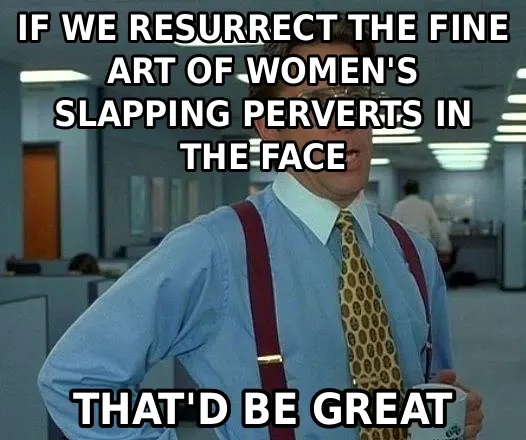 IF WE RESURRECT THE FINE
ART OF WOMEN'S
SLAPPING PERVERTS IN
THE FACE
THAT'D BE GREAT